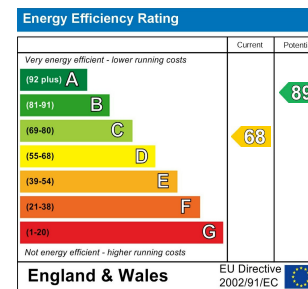 Energy Efficiency Rating
Current Potenti
Very energy efficient - lower running costs
(92 plus) A
(81-91) B
(69-80) C
(55-68) D
(39-54) E
(21-38) F
(1-20) G
68
89
Not energy efficient - higher running costs
England & Wales
EU Directive
2002/91/EC